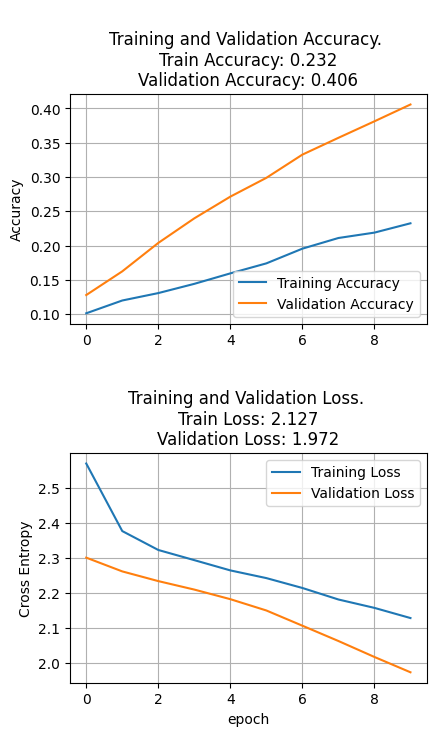 Training and Validation Accuracy.
Train Accuracy: 0.232
Validation Accuracy: 0.406
0.40
0.35
0.30
0.25
0.20
0.15
0.10
Accuracy
Training Accuracy
Validation Accuracy
0 2 4 6 8
Training and Validation Loss.
Train Loss: 2.127
Validation Loss: 1.972
Training Loss
Validation Loss
2.5
2.4
2.3
2.2
2.1
2.0
Cross Entropy
0 2 4 6 8
epoch